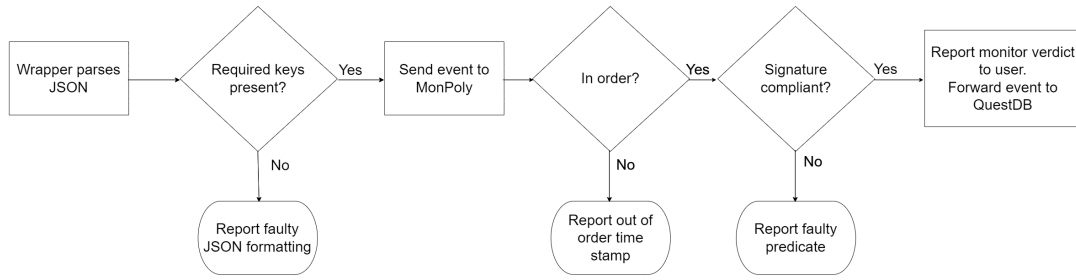 Wrapper parses
JSON
Required keys
present?
Yes
Send event to
MonPoly
In order?
Yes
Signature
compliant?
Yes
Report monitor verdict
to user.
Forward event to
QuestDB
No
No
No
Report faulty
JSON formatting
Report out of
order time
stamp
Report faulty
predicate